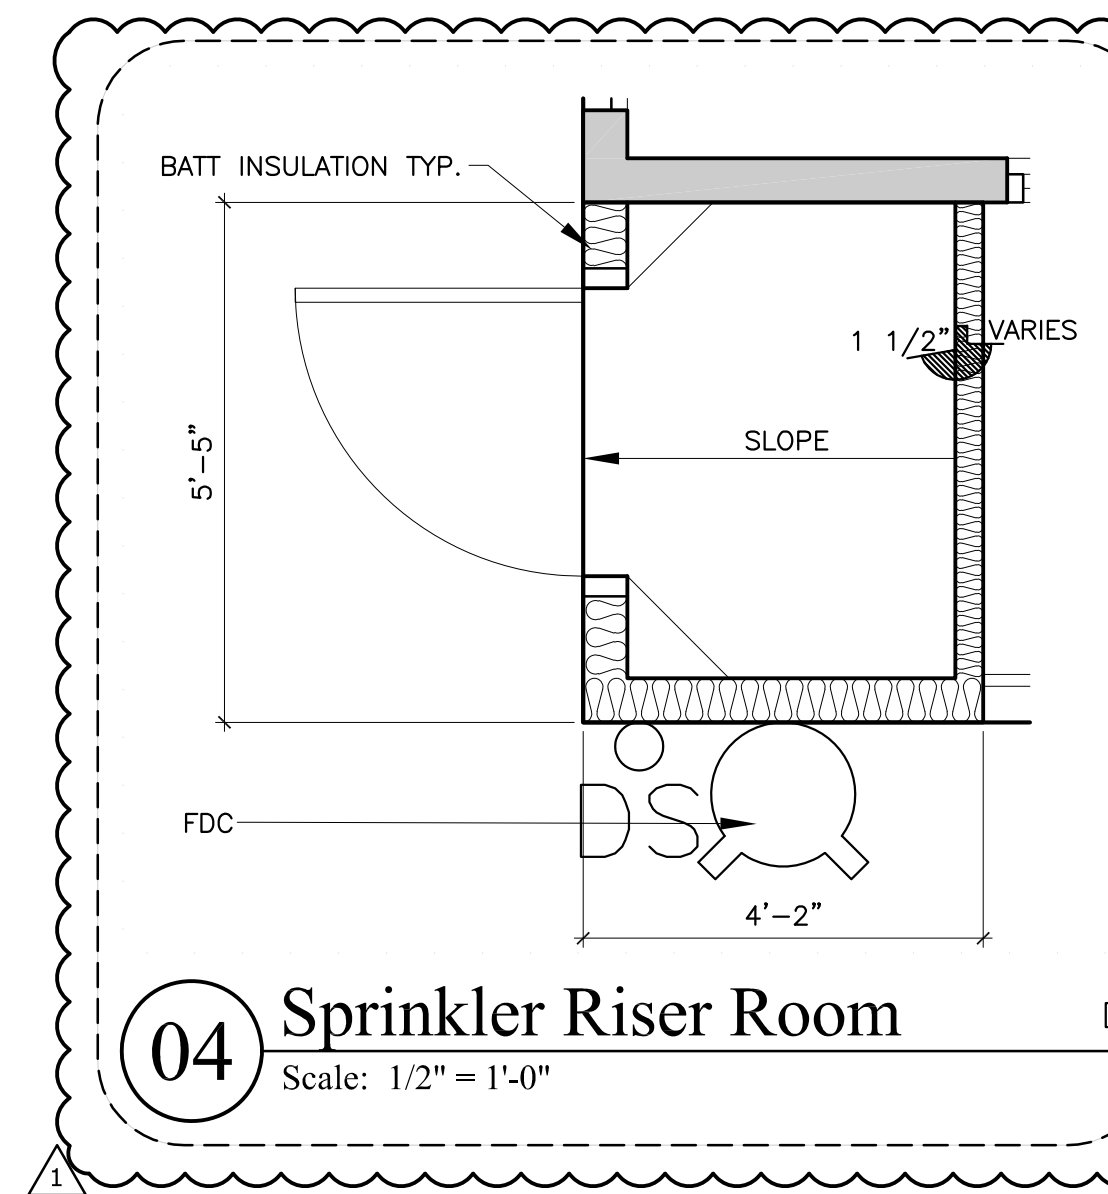 BATT INSULATION TYP.
1 1/2" VARIES
SLOPE
5'-5"
DS
FDC
4'-2"
04
Sprinkler Riser Room
Scale: 1/2" = 1'-0"
1